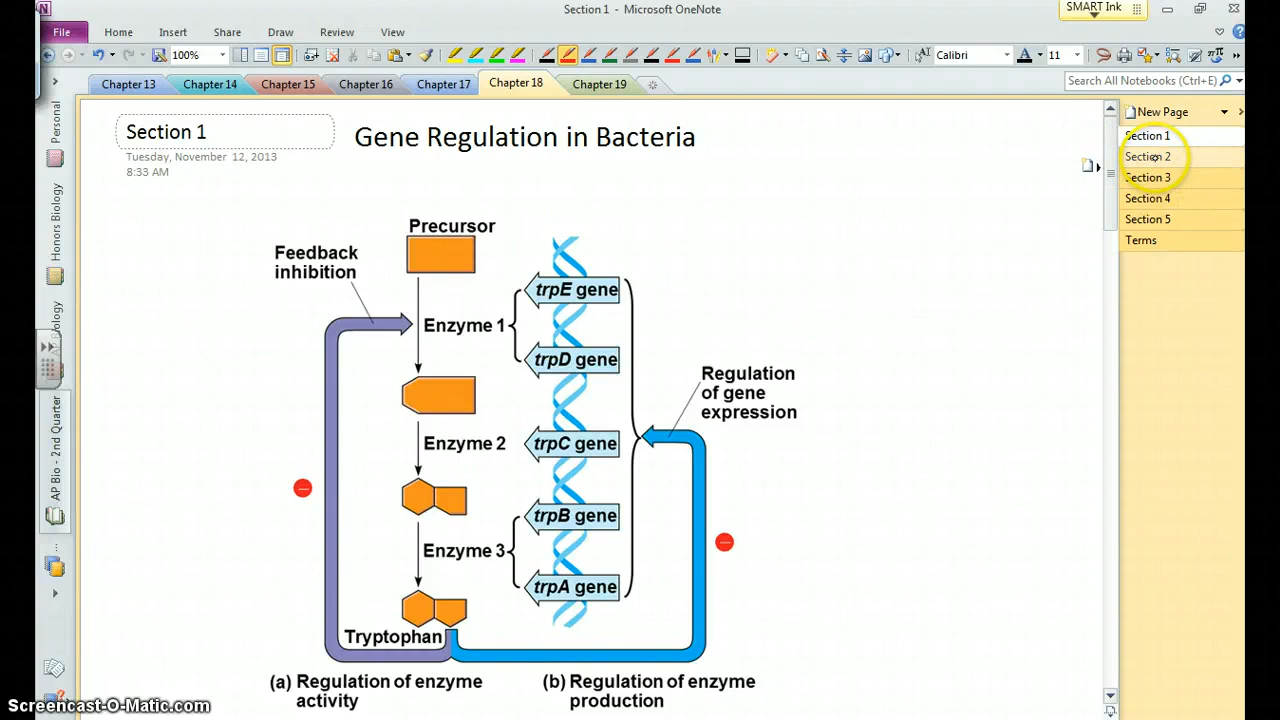 Section 1 - Microsoft OneNote
SMART Ink
File Home Insert Share Draw Review View
100%
Calibri
11
Chapter 13 Chapter 14 Chapter 15 Chapter 16 Chapter 17 Chapter 18 Chapter 19
Search All Notebooks (Ctrl+E)
New Page
Section 1
Section 2
Section 3
Section 4
Section 5
Terms
Personal
Honors Biology
AP Bio - 2nd Quarter
Section 1
Gene Regulation in Bacteria
Tuesday, November 12, 2013
8:33 AM
Precursor
Feedback
inhibition
trpE gene
Enzyme 1
trpD gene
Regulation
of gene
expression
Enzyme 2
trpC gene
trpB gene
Enzyme 3
trpA gene
Tryptophan
(a) Regulation of enzyme
activity
(b) Regulation of enzyme
production
Screencast-O-Matic.com